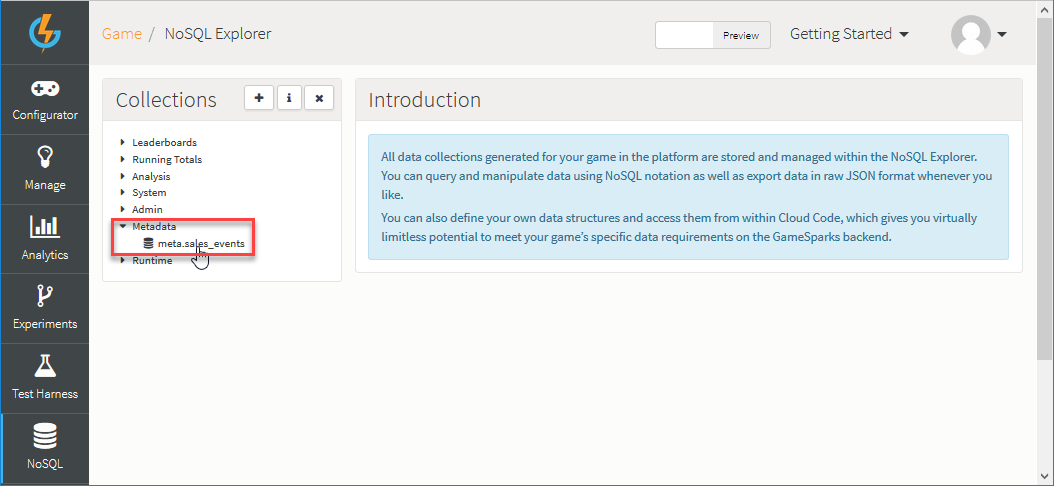 Game / NoSQL Explorer
Preview
Getting Started
Configurator
Manage
Analytics
Experiments
Test Harness
NoSQL
Collections
Leaderboards
Running Totals
Analysis
System
Admin
Metadata
meta.sales_events
Runtime
Introduction
All data collections generated for your game in the platform are stored and managed within the NoSQL Explorer.
You can query and manipulate data using NoSQL notation as well as export data in raw JSON format whenever you
like.
You can also define your own data structures and access them from within Cloud Code, which gives you virtually
limitless potential to meet your game's specific data requirements on the GameSparks backend.